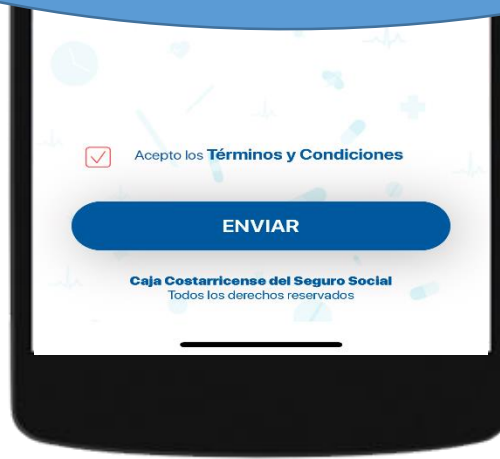 Acepto los Términos y Condiciones
ENVIAR
Caja Costarricense del Seguro Social
Todos los derechos reservados